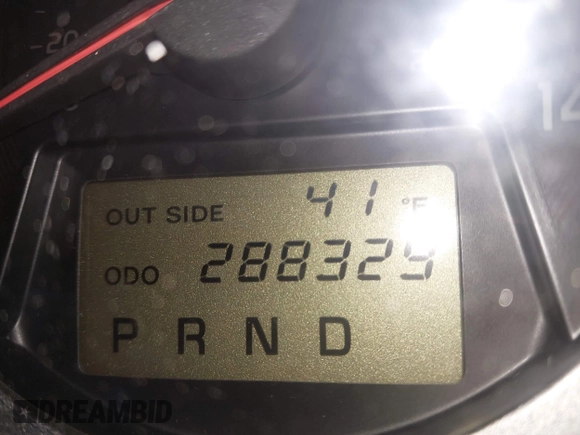 20
14
OUT SIDE 41 °F
ODO 288329
P R N D
DREAMBID